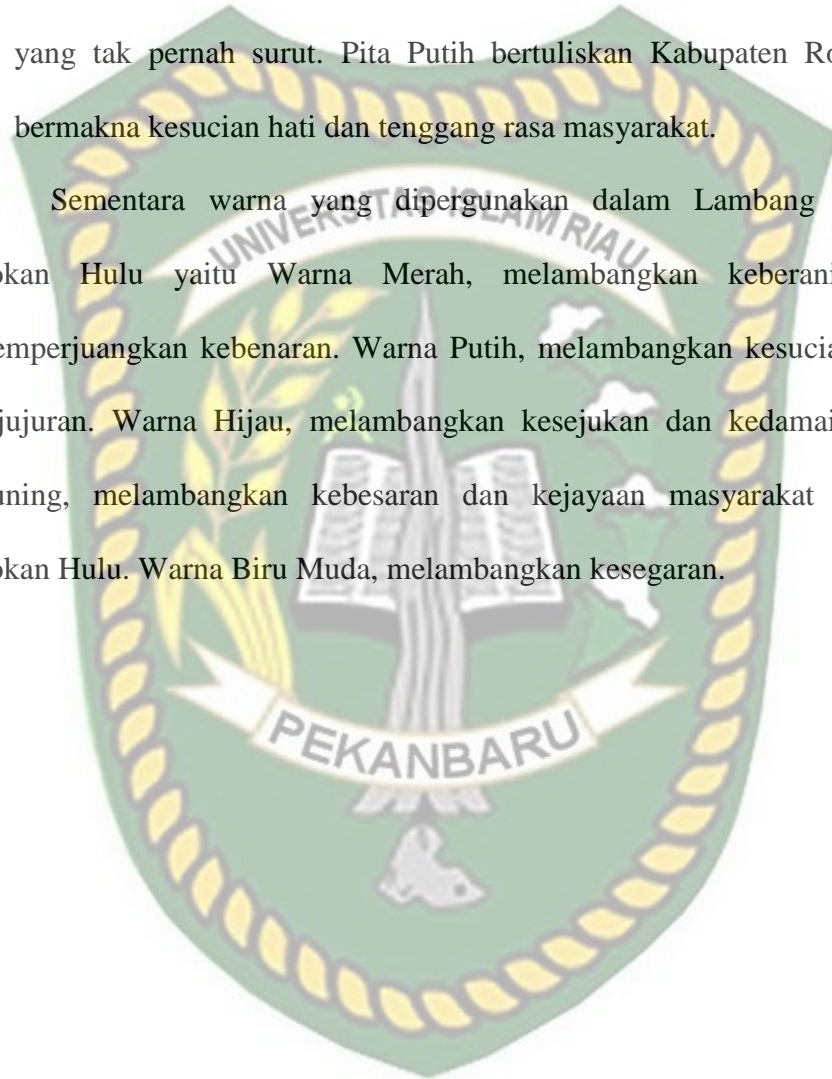 yang tak pernah surut. Pita Putih bertuliskan Kabupaten Ro
bermakna kesucian hati dan tenggang rasa masyarakat.
Sementara warna yang dipergunakan dalam Lambang
okan Hulu yaitu Warna Merah, melambangkan keberani
emperjuangkan kebenaran. Warna Putih, melambangkan kesucia
jujuran. Warna Hijau, melambangkan kesejukan dan kedamai
uning, melambangkan kebesaran dan kejayaan masyarakat
okan Hulu. Warna Biru Muda, melambangkan kesegaran.
UNIVERSITAS ISLAM RIAU
PEKANBARU